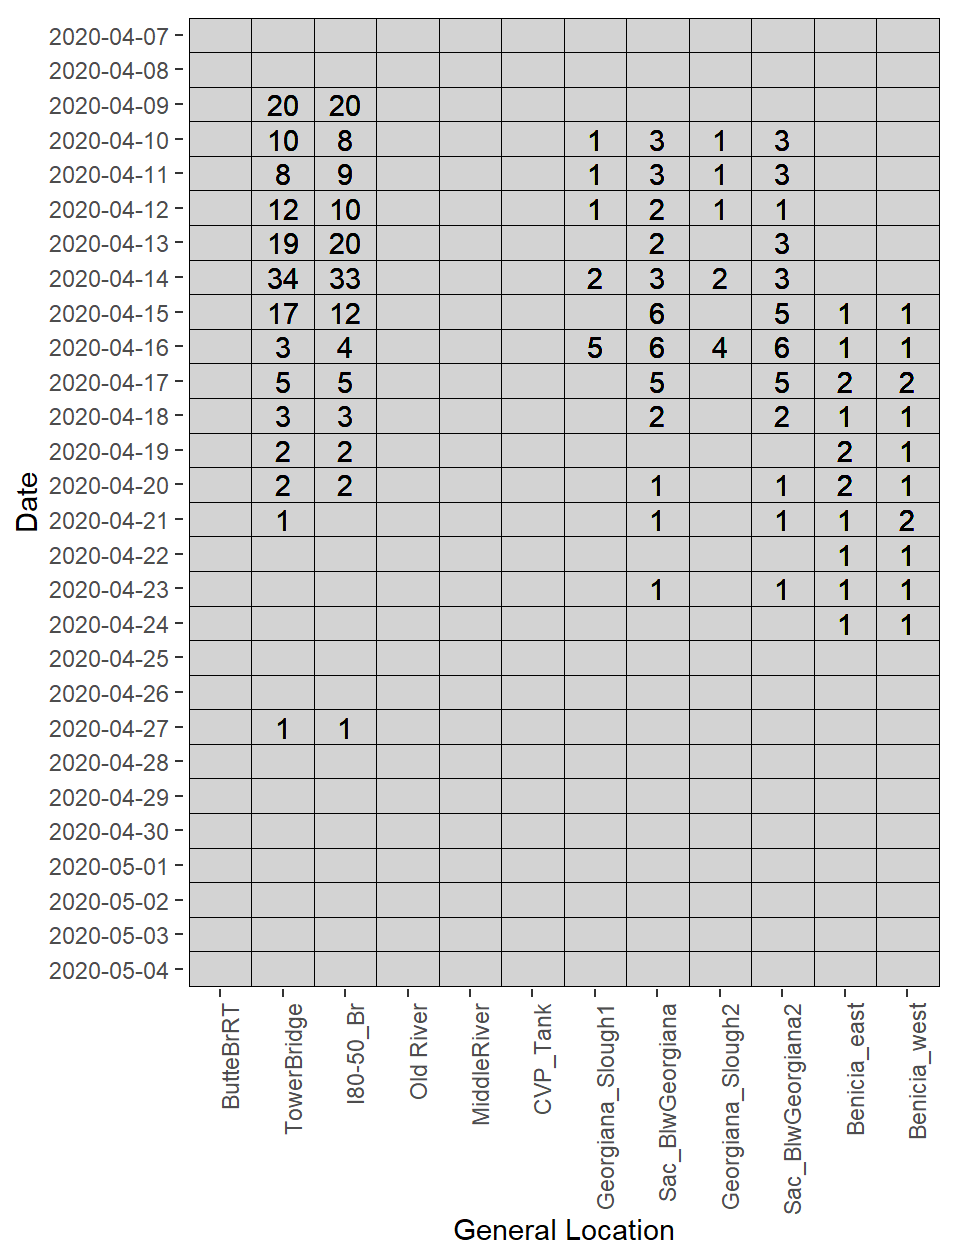 2020-04-07
2020-04-08
2020-04-09 20 20
2020-04-10 10 8 1 3 1 3
2020-04-11 8 9 1 3 1 3
2020-04-12 12 10 1 2 1 1
2020-04-13 19 20 2 3
2020-04-14 34 33 2 3 2 3
2020-04-15 17 12 6 5 1 1
2020-04-16 3 4 5 6 4 6 1 1
2020-04-17 5 5 5 5 2 2
2020-04-18 3 3 2 2 1 1
2020-04-19 2 2 2 1
2020-04-20 2 2 1 1 2 1
2020-04-21 1 1 1 1 2
2020-04-22 1 1
2020-04-23 1 1 1 1
2020-04-24 1 1
2020-04-25
2020-04-26
2020-04-27 1 1
2020-04-28
2020-04-29
2020-04-30
2020-05-01
2020-05-02
2020-05-03
2020-05-04
Date
ButteBrRT
TowerBridge
I80-50_Br
Old River
MiddleRiver
CVP_Tank
Georgiana_Slough1
Sac_BlwGeorgiana
Georgiana_Slough2
Sac_BlwGeorgiana2
Benicia_east
Benicia_west
General Location